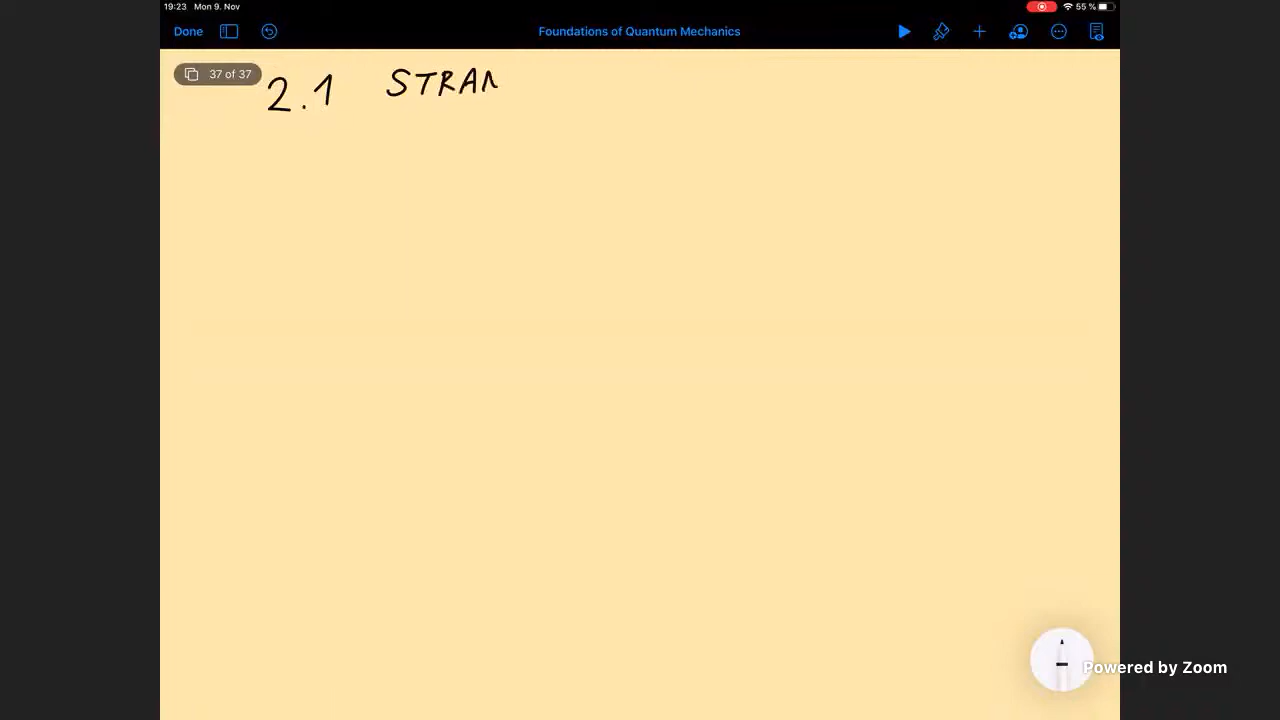 19:23 Mon 9. Nov 55 %
Done Foundations of Quantum Mechanics
37 of 37
2.1 STRAN
Powered by Zoom